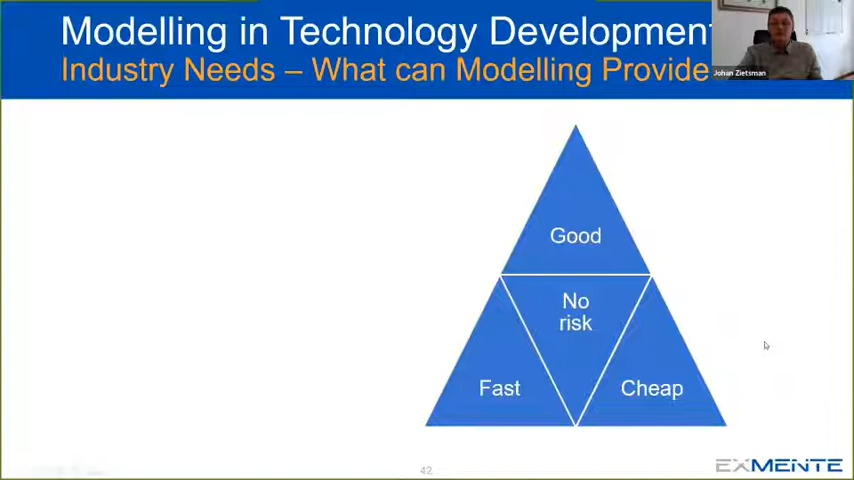 Modelling in Technology Development
Industry Needs – What can Modelling Provide
Johan Zietsman
Good
No
risk
Fast
Cheap
42
EXMENTE